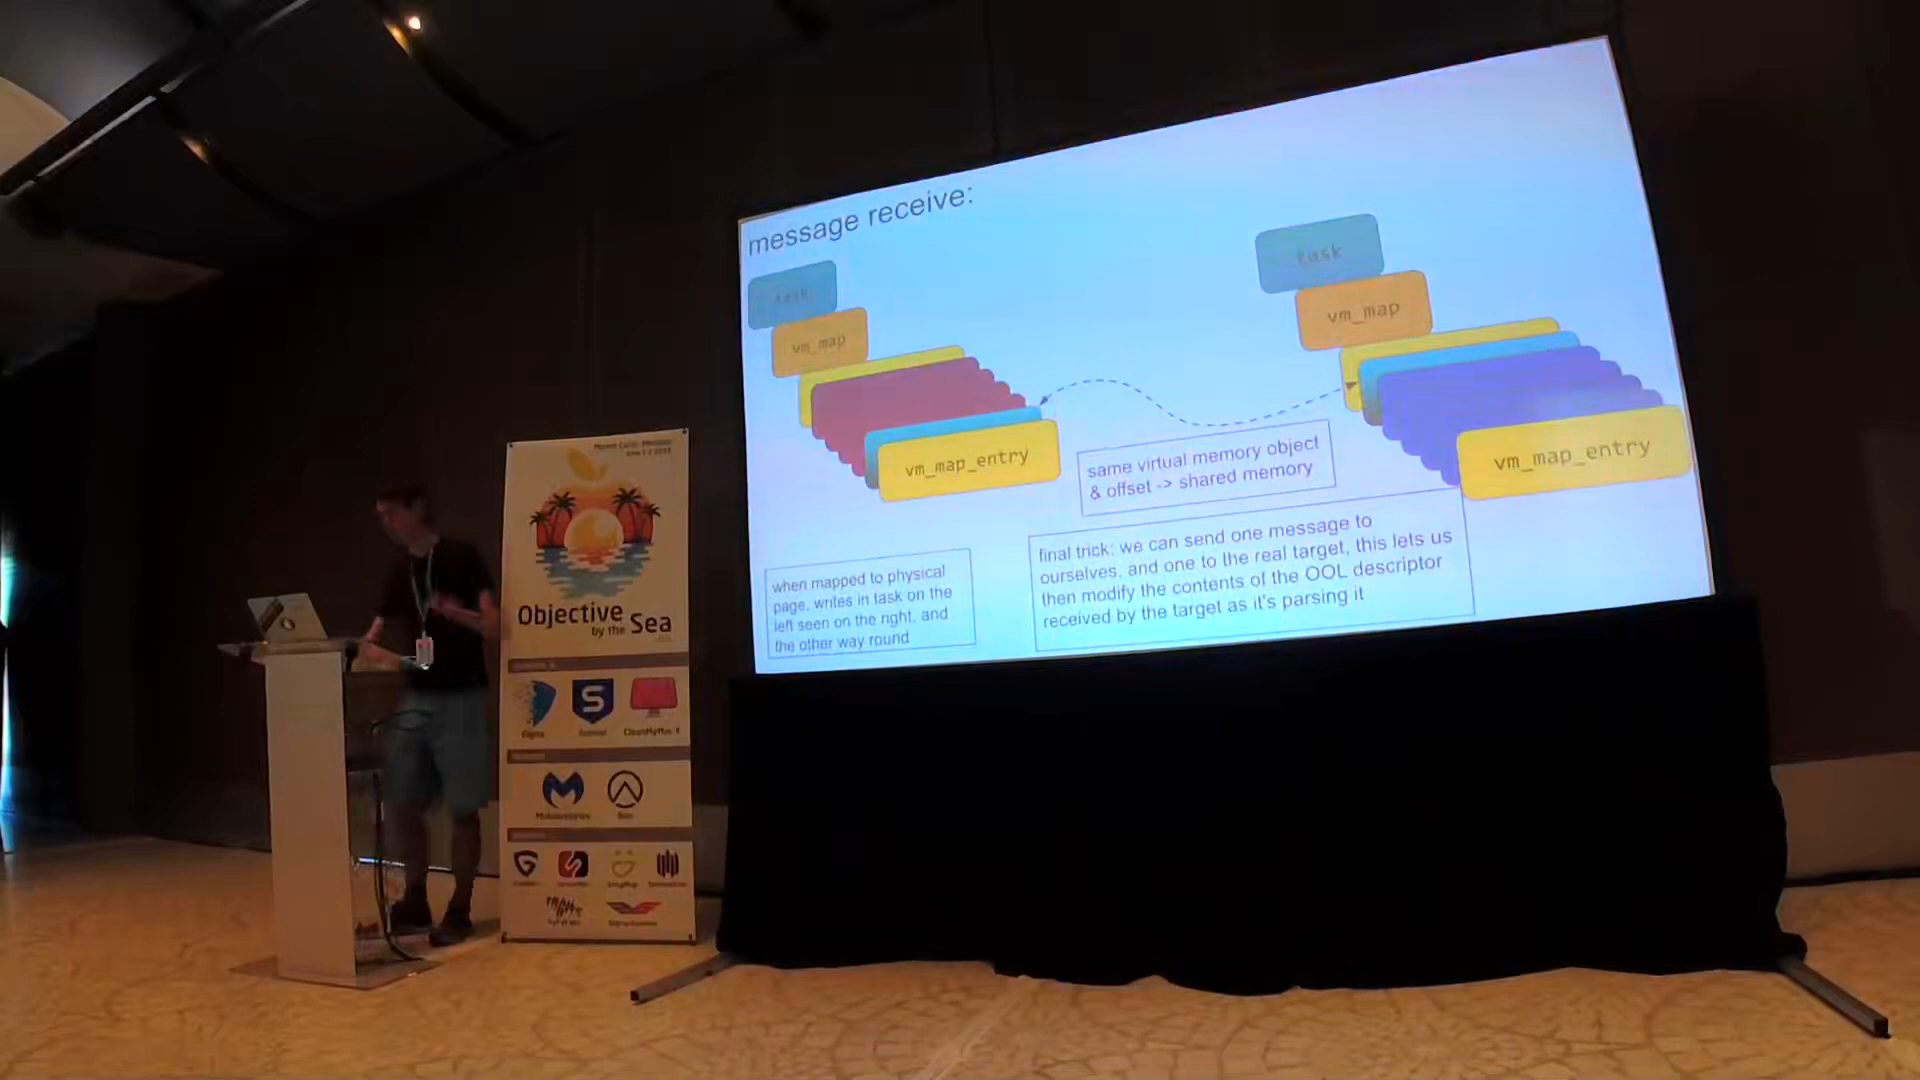 message receive:
task
vm_map
vm_map_entry
task
vm_map
vm_map_entry
same virtual memory object
& offset -> shared memory
when mapped to physical
page, writes in task on the
left seen on the right, and
the other way round
final trick: we can send one message to
ourselves, and one to the real target, this lets us
then modify the contents of the OOL descriptor
received by the target as it's parsing it
Objective
by the Sea
S
CleanMyMac X
Malwarebytes